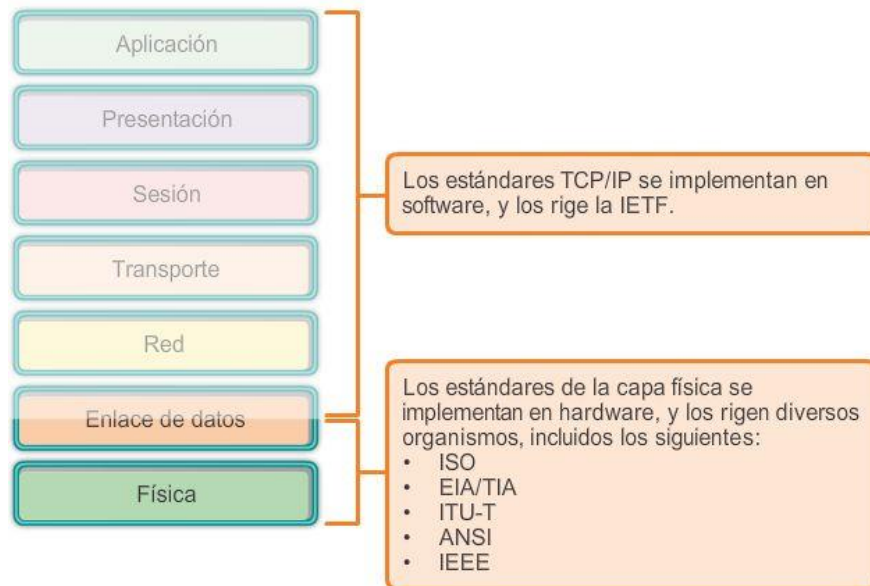 Aplicación
Presentación
Sesión
Transporte
Red
Enlace de datos
Física
Los estándares TCP/IP se implementan en
software, y los rige la IETF.
Los estándares de la capa física se
implementan en hardware, y los rigen diversos
organismos, incluidos los siguientes:
• ISO
• EIA/TIA
• ITU-T
• ANSI
• IEEE